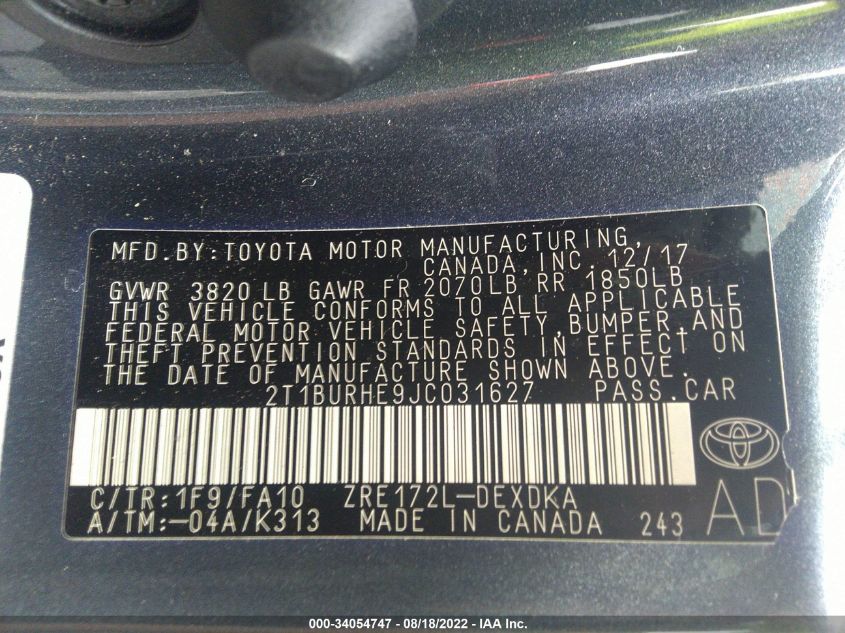 MFD.BY:TOYOTA MOTOR MANUFACTURING,
CANADA,INC. 12/17
GVWR 3820LB GAWR FR 2070LB RR 1850LB
THIS VEHICLE CONFORMS TO ALL APPLICABLE
FEDERAL MOTOR VEHICLE SAFETY,BUMPER,AND
THEFT PREVENTION STANDARDS IN EFFECT ON
THE DATE OF MANUFACTURE SHOWN ABOVE.
2T1BURHE9JC031627 PASS.CAR
C/TR:1F9/FA10 ZRE172L-DEXDKA
A/TM:-04A/K313 MADE IN CANADA 243
AD
000-34054747 - 08/18/2022 - IAA Inc.